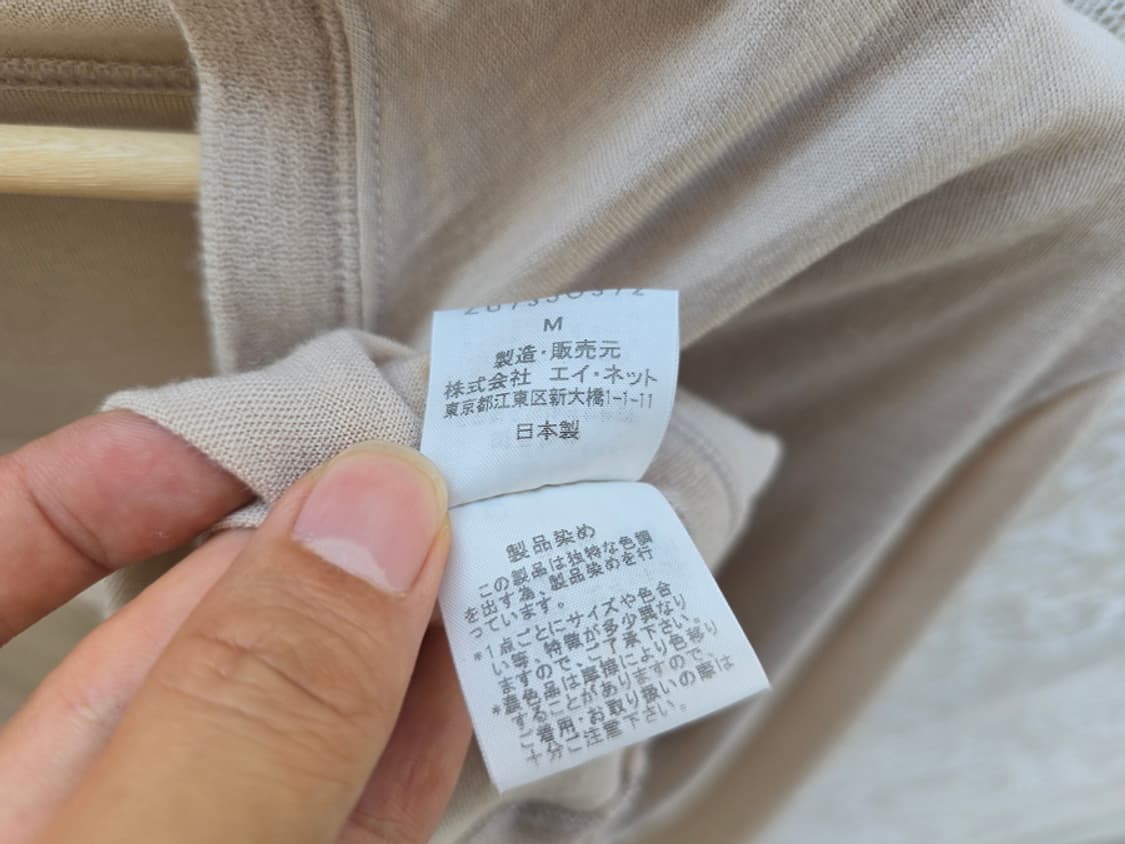 M
製造・販売元
株式会社 エイ・ネット
東京都江東区新大橋1-1-11
日本製
製品染め
この製品は独特な色調
を出す為、製品染めを行
っています。
*1点ごとにサイズや色合
い等、特徴が多少異なり
ますので、ご了承下さい。
*濃色品は摩擦により色移り
することがありますので、
ご着用・お取り扱いの際は
十分ご注意下さい。